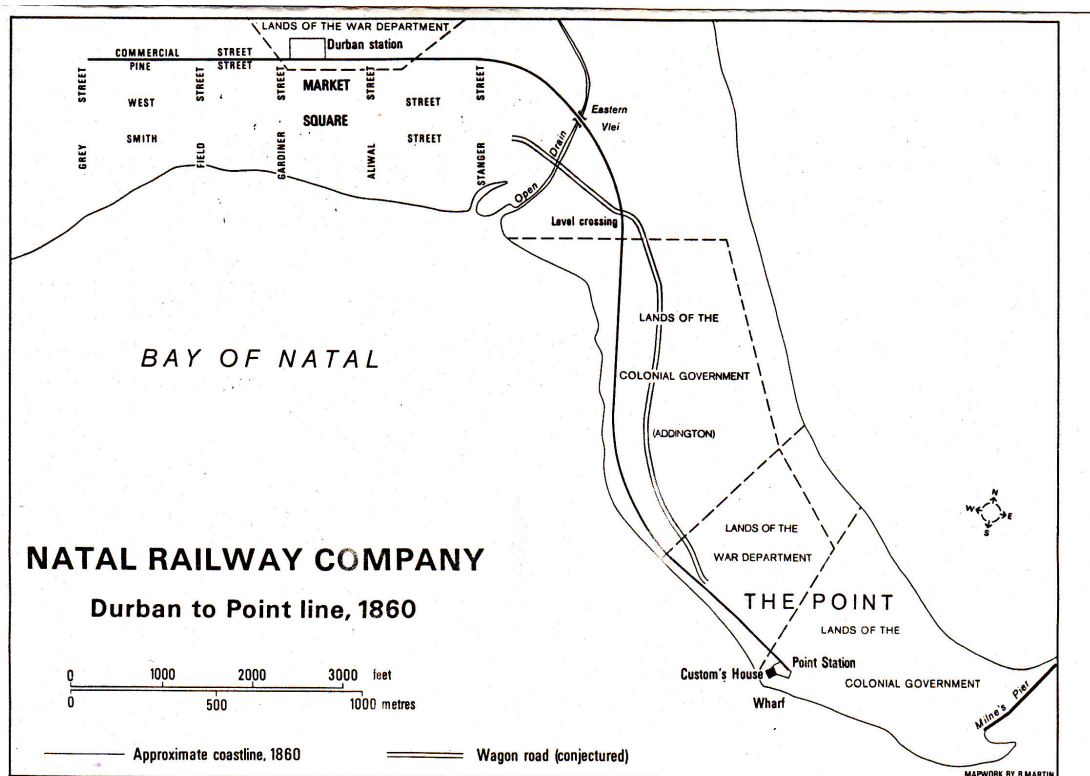 LANDS OF THE WAR DEPARTMENT
Durban station
COMMERCIAL STREET
PINE STREET
GREY STREET
FIELD STREET
GARDINER STREET
ALIWAL STREET
STANGER STREET
MARKET
SQUARE
WEST STREET
SMITH STREET
Eastern
Vlei
Open Drain
Level crossing
LANDS OF THE
COLONIAL GOVERNMENT
(ADDINGTON)
BAY OF NATAL
N
W E
S
LANDS OF THE
WAR DEPARTMENT
THE POINT
LANDS OF THE
COLONIAL GOVERNMENT
Point Station
Custom's House
Wharf
Milne's Pier
NATAL RAILWAY COMPANY
Durban to Point line, 1860
0 1000 2000 3000 feet
0 500 1000 metres
Approximate coastline, 1860
Wagon road (conjectured)
MAPWORK BY B.MARTIN